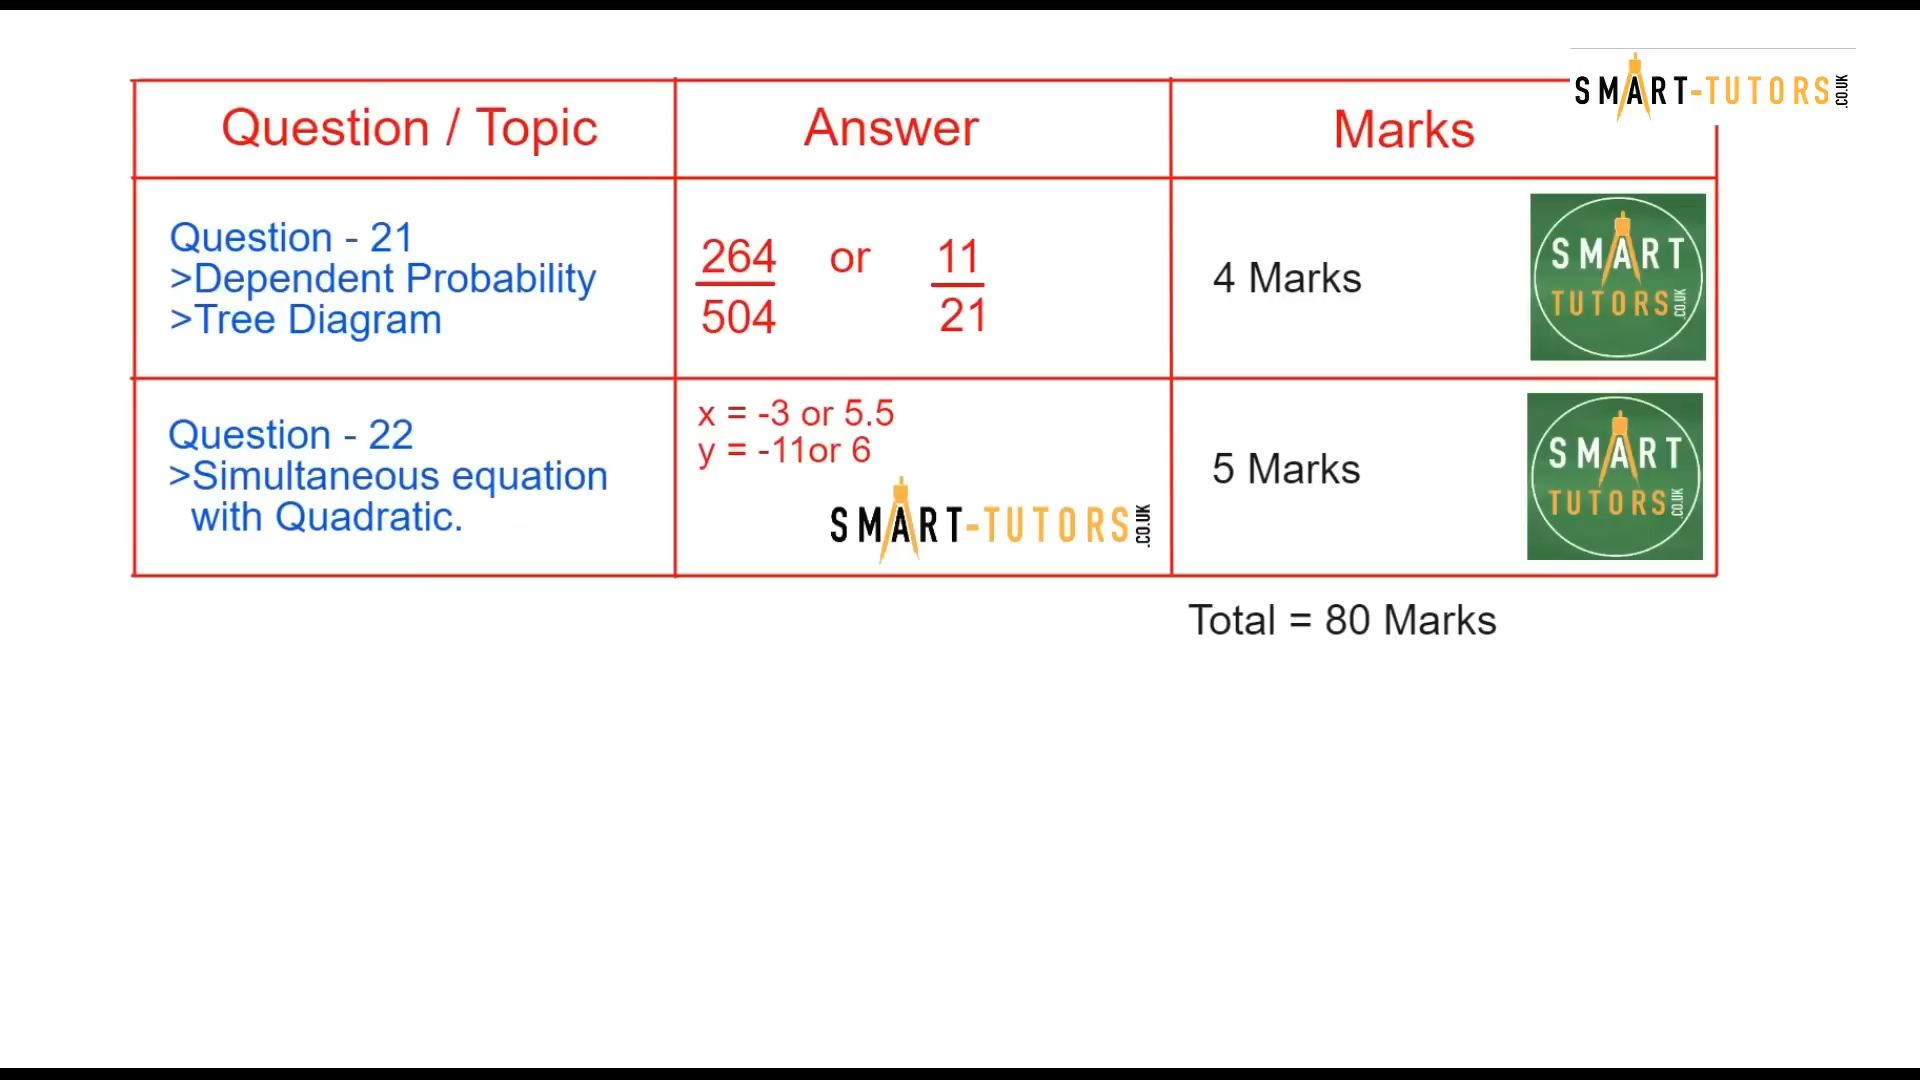 SMART-TUTORS.CO.UK
Question / Topic
Answer
Marks
Question - 21
>Dependent Probability
>Tree Diagram
264
504
or
11
21
4 Marks
SMART
TUTORS.CO.UK
Question - 22
>Simultaneous equation
with Quadratic.
x = -3 or 5.5
y = -11or 6
SMART-TUTORS.CO.UK
5 Marks
SMART
TUTORS.CO.UK
Total = 80 Marks